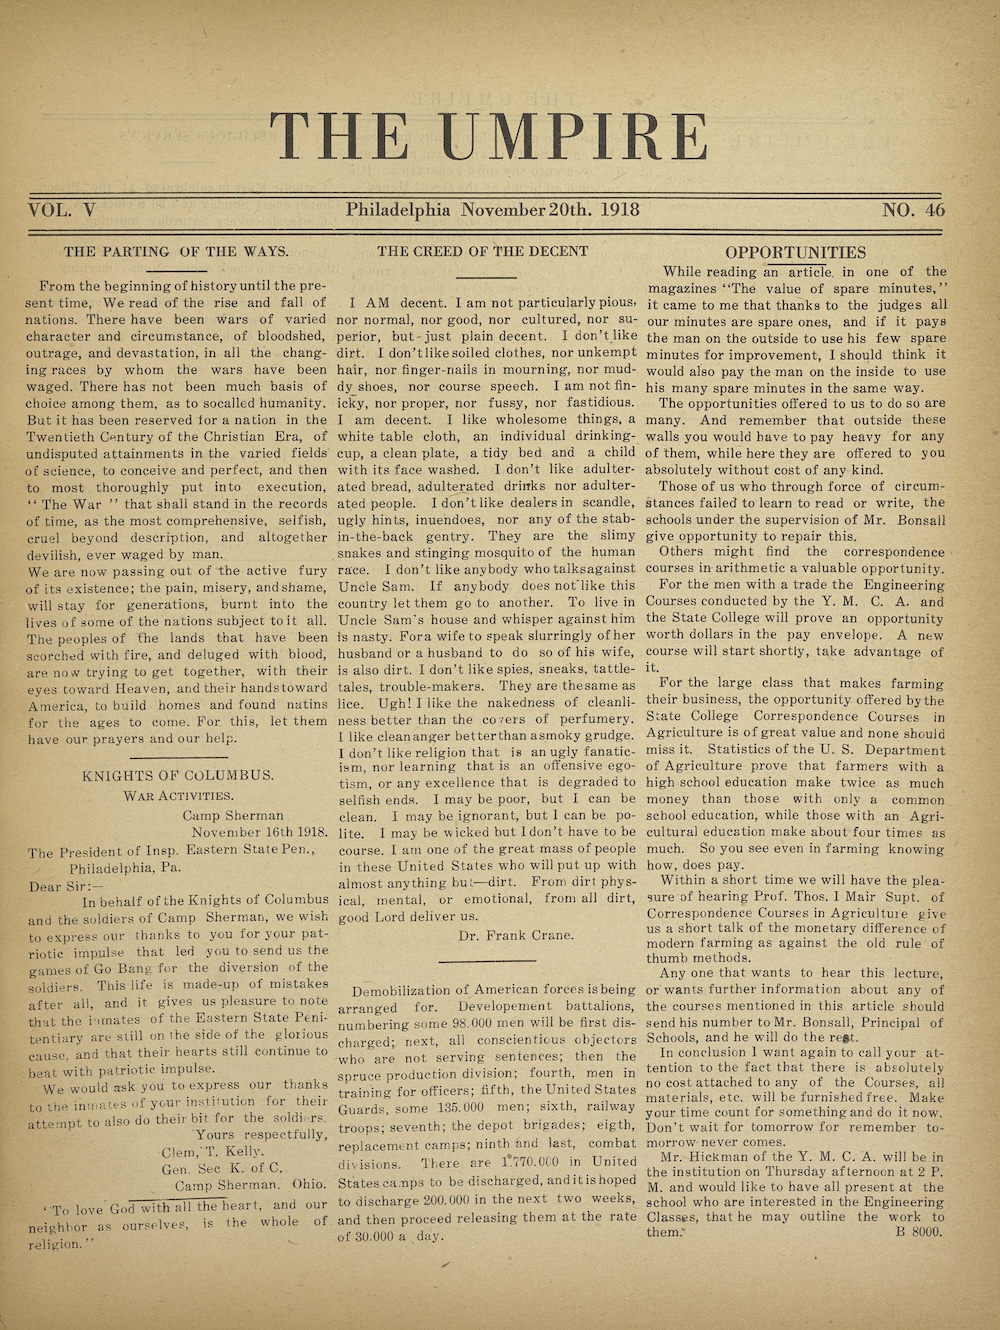 THE UMPIRE
VOL. V
Philadelphia November 20th. 1918
NO. 46
THE PARTING OF THE WAYS.
From the beginning of history until the pre-
sent time, We read of the rise and fall of
nations. There have been wars of varied
character and circumstance, of bloodshed,
outrage, and devastation, in all the chang-
ing races by whom the wars have been
waged. There has not been much basis of
choice among them, as to socalled humanity.
But it has been reserved for a nation in the
Twentieth Century of the Christian Era, of
undisputed attainments in the varied fields
of science, to conceive and perfect, and then
to most thoroughly put into execution,
“ The War ” that shall stand in the records
of time, as the most comprehensive, selfish,
cruel beyond description, and altogether
devilish, ever waged by man.
We are now passing out of the active fury
of its existence; the pain, misery, and shame,
will stay for generations, burnt into the
lives of some of the nations subject to it all.
The peoples of the lands that have been
scorched with fire, and deluged with blood,
are now trying to get together, with their
eyes toward Heaven, and their hands toward
America, to build homes and found natins
for the ages to come. For this, let them
have our prayers and our help.
KNIGHTS OF COLUMBUS.
WAR ACTIVITIES.
Camp Sherman
November 16th 1918.
The President of Insp. Eastern State Pen.,
Philadelphia, Pa.
Dear Sir:—
In behalf of the Knights of Columbus
and the soldiers of Camp Sherman, we wish
to express our thanks to you for your pat-
riotic impulse that led you to send us the
games of Go Bang for the diversion of the
soldiers. This life is made-up of mistakes
after all, and it gives us pleasure to note
that the inmates of the Eastern State Peni-
tentiary are still on the side of the glorious
cause, and that their hearts still continue to
beat with patriotic impulse.
We would ask you to express our thanks
to the inmates of your institution for their
attempt to also do their bit for the soldiers.
Yours respectfully,
Clem, T. Kelly.
Gen. Sec K. of C.
Camp Sherman. Ohio.
“To love God with all the heart, and our
neighbor as ourselves, is the whole of
religion.”
THE CREED OF THE DECENT
I AM decent. I am not particularly pious,
nor normal, nor good, nor cultured, nor su-
perior, but-just plain decent. I don't like
dirt. I don't like soiled clothes, nor unkempt
hair, nor finger-nails in mourning, nor mud-
dy shoes, nor course speech. I am not fin-
icky, nor proper, nor fussy, nor fastidious.
I am decent. I like wholesome things, a
white table cloth, an individual drinking-
cup, a clean plate, a tidy bed and a child
with its face washed. I don't like adulter-
ated bread, adulterated drinks nor adulter-
ated people. I don't like dealers in scandle,
ugly hints, inuendoes, nor any of the stab-
in-the-back gentry. They are the slimy
snakes and stinging mosquito of the human
race. I don't like anybody who talks against
Uncle Sam. If anybody does not like this
country let them go to another. To live in
Uncle Sam's house and whisper against him
is nasty. For a wife to speak slurringly of her
husband or a husband to do so of his wife,
is also dirt. I don't like spies, sneaks, tattle-
tales, trouble-makers. They are the same as
lice. Ugh! I like the nakedness of cleanli-
ness better than the covers of perfumery.
I like clean anger better than a smoky grudge.
I don't like religion that is an ugly fanatic-
ism, nor learning that is an offensive ego-
tism, or any excellence that is degraded to
selfish ends. I may be poor, but I can be
clean. I may be ignorant, but I can be po-
lite. I may be wicked but I don't have to be
course. I am one of the great mass of people
in these United States who will put up with
almost anything but—dirt. From dirt phys-
ical, mental, or emotional, from all dirt,
good Lord deliver us.
Dr. Frank Crane.
Demobilization of American forces is being
arranged for. Developement battalions,
numbering some 98.000 men will be first dis-
charged; next, all conscientious objectors
who are not serving sentences; then the
spruce production division; fourth, men in
training for officers; fifth, the United States
Guards, some 135.000 men; sixth, railway
troops; seventh; the depot brigades; eigth,
replacement camps; ninth and last, combat
divisions. There are 1.770.000 in United
States camps to be discharged, and it is hoped
to discharge 200.000 in the next two weeks,
and then proceed releasing them at the rate
of 30.000 a day.
OPPORTUNITIES
While reading an article, in one of the
magazines “The value of spare minutes,”
it came to me that thanks to the judges all
our minutes are spare ones, and if it pays
the man on the outside to use his few spare
minutes for improvement, I should think it
would also pay the man on the inside to use
his many spare minutes in the same way.
The opportunities offered to us to do so are
many. And remember that outside these
walls you would have to pay heavy for any
of them, while here they are offered to you
absolutely without cost of any kind.
Those of us who through force of circum-
stances failed to learn to read or write, the
schools under the supervision of Mr. Bonsall
give opportunity to repair this.
Others might find the correspondence
courses in arithmetic a valuable opportunity.
For the men with a trade the Engineering
Courses conducted by the Y. M. C. A. and
the State College will prove an opportunity
worth dollars in the pay envelope. A new
course will start shortly, take advantage of
it.
For the large class that makes farming
their business, the opportunity offered by the
State College Correspondence Courses in
Agriculture is of great value and none should
miss it. Statistics of the U. S. Department
of Agriculture prove that farmers with a
high school education make twice as much
money than those with only a common
school education, while those with an Agri-
cultural education make about four times as
much. So you see even in farming knowing
how, does pay.
Within a short time we will have the plea-
sure of hearing Prof. Thos. I Mair Supt. of
Correspondence Courses in Agriculture give
us a short talk of the monetary difference of
modern farming as against the old rule of
thumb methods.
Any one that wants to hear this lecture,
or wants further information about any of
the courses mentioned in this article should
send his number to Mr. Bonsall, Principal of
Schools, and he will do the rest.
In conclusion I want again to call your at-
tention to the fact that there is absolutely
no cost attached to any of the Courses, all
materials, etc. will be furnished free. Make
your time count for something and do it now.
Don't wait for tomorrow for remember to-
morrow never comes.
Mr. Hickman of the Y. M. C. A. will be in
the institution on Thursday afternoon at 2 P.
M. and would like to have all present at the
school who are interested in the Engineering
Classes, that he may outline the work to
them. B 8000.